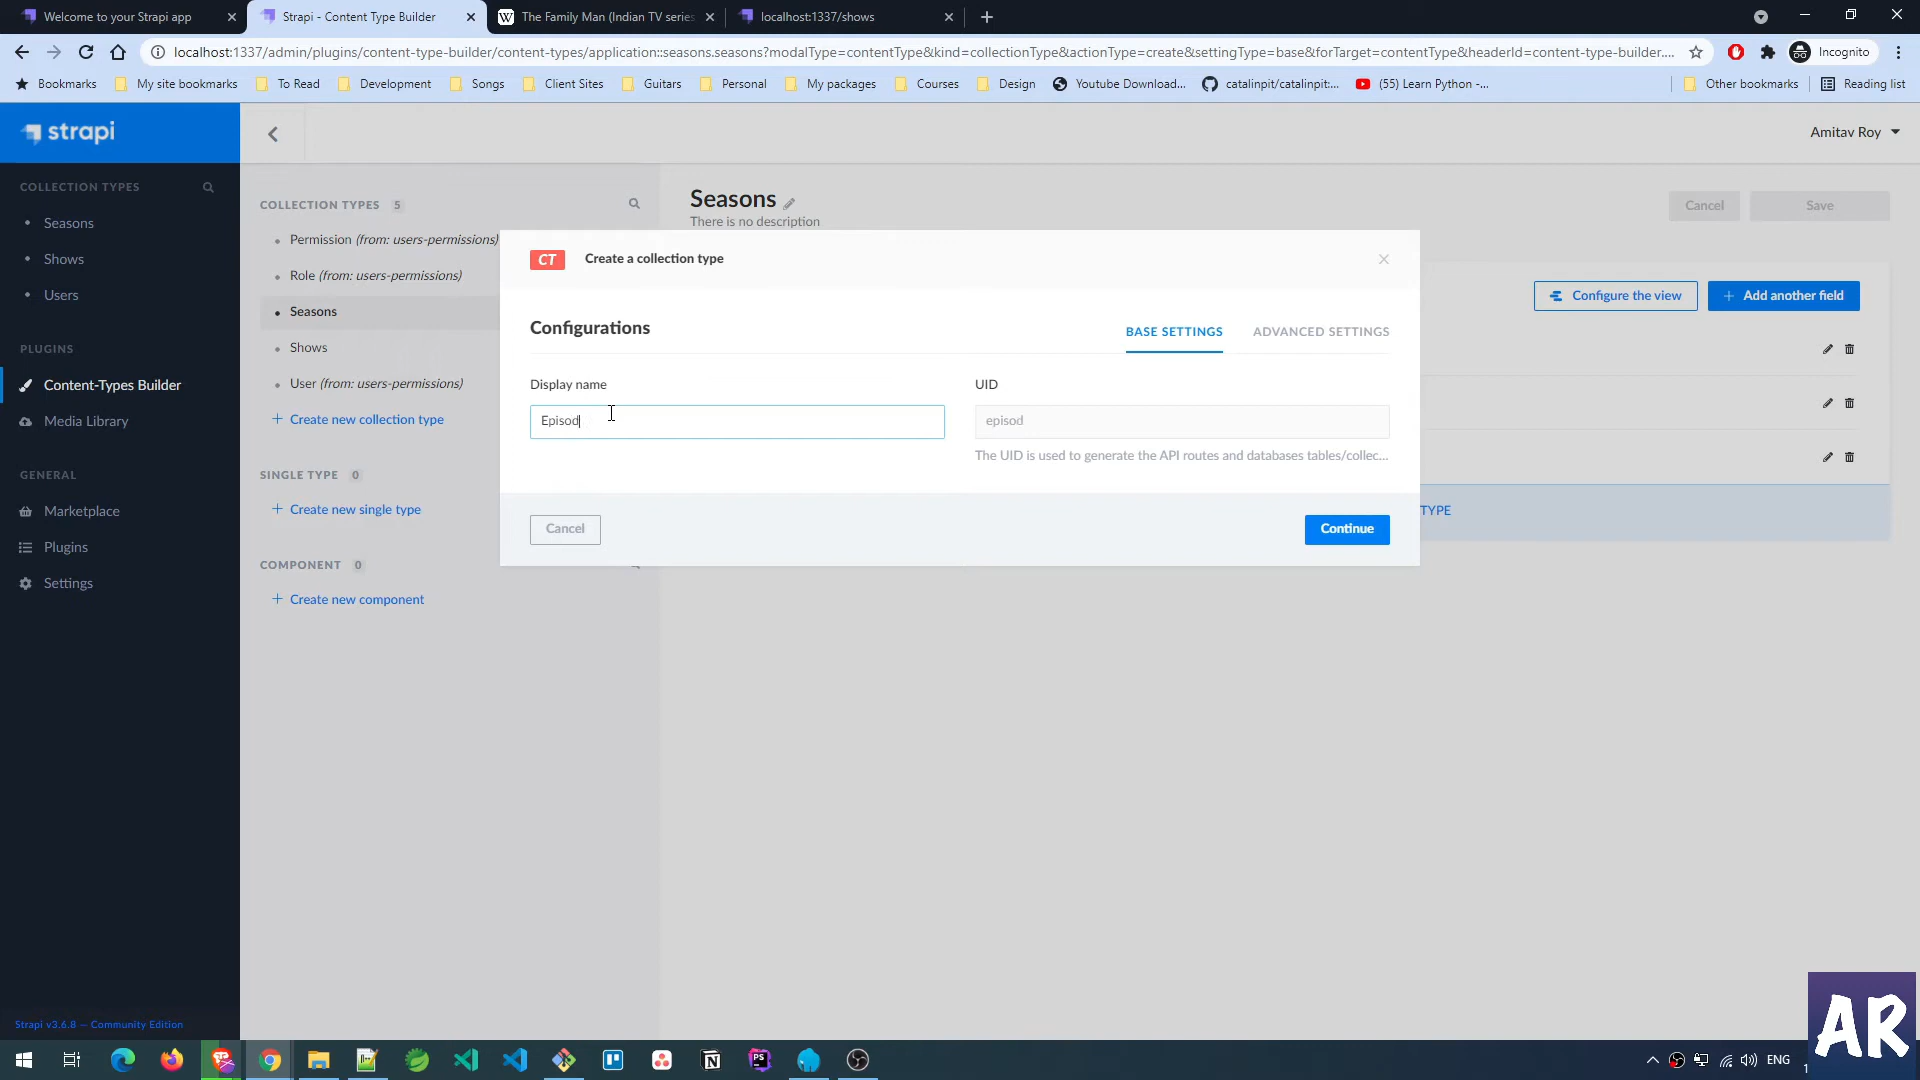 Welcome to your Strapi app
Strapi - Content Type Builder
The Family Man (Indian TV series
localhost:1337/shows
localhost:1337/admin/plugins/content-type-builder/content-types/application::seasons.seasons?modalType=contentType&kind=collectionType&actionType=create&settingType=base&forTarget=contentType&headerId=content-type-builder....
Incognito
Bookmarks
My site bookmarks
To Read
Development
Songs
Client Sites
Guitars
Personal
My packages
Courses
Design
Youtube Download...
catalinpit/catalinpit:...
(55) Learn Python -...
Other bookmarks
Reading list
strapi
Amitav Roy
COLLECTION TYPES
Seasons
Shows
Users
PLUGINS
Content-Types Builder
Media Library
GENERAL
Marketplace
Plugins
Settings
Strapi v3.6.8 — Community Edition
COLLECTION TYPES 5
Permission (from: users-permissions)
Role (from: users-permissions)
Seasons
Shows
User (from: users-permissions)
+ Create new collection type
SINGLE TYPE 0
+ Create new single type
COMPONENT 0
+ Create new component
Seasons
There is no description
Cancel
Save
Configure the view
+ Add another field
TYPE
CT
Create a collection type
Configurations
BASE SETTINGS
ADVANCED SETTINGS
Display name
Episod
UID
episod
The UID is used to generate the API routes and databases tables/collec...
Cancel
Continue
ENG
AR